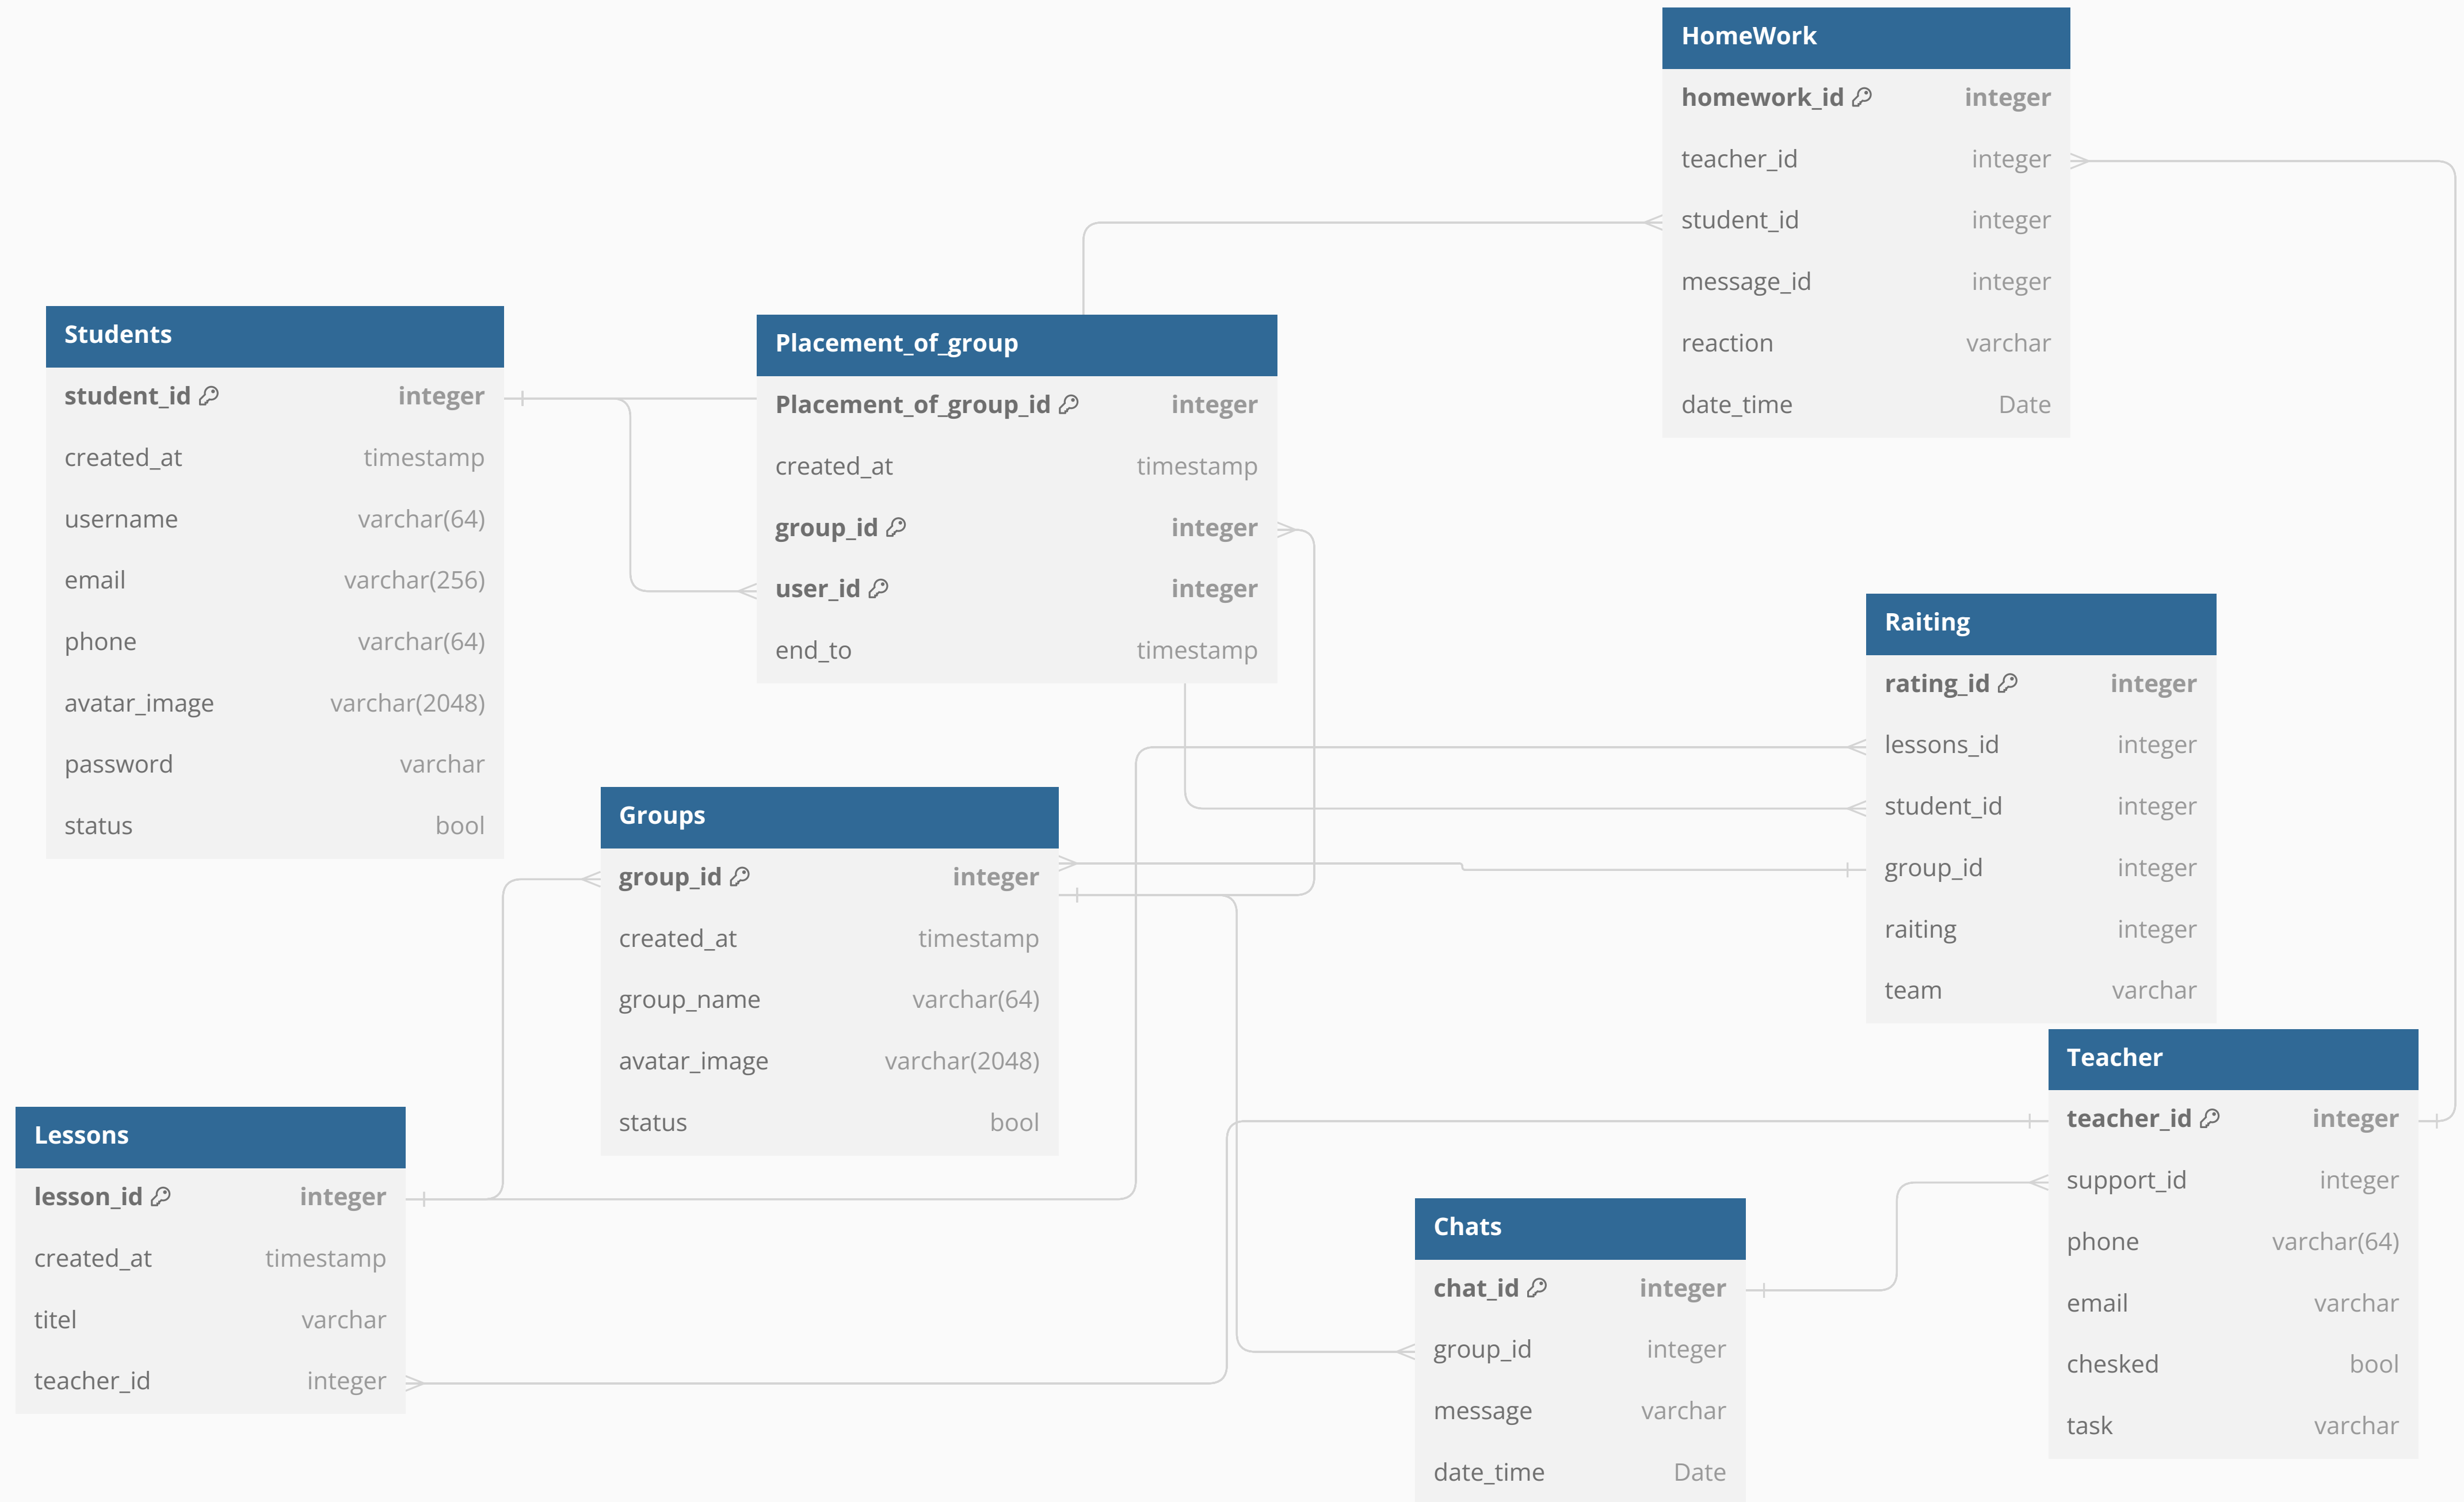 HomeWork
homework_id integer
teacher_id integer
student_id integer
message_id integer
reaction varchar
date_time Date
Students
student_id integer
created_at timestamp
username varchar(64)
email varchar(256)
phone varchar(64)
avatar_image varchar(2048)
password varchar
status bool
Placement_of_group
Placement_of_group_id integer
created_at timestamp
group_id integer
user_id integer
end_to timestamp
Raiting
rating_id integer
lessons_id integer
student_id integer
group_id integer
raiting integer
team varchar
Groups
group_id integer
created_at timestamp
group_name varchar(64)
avatar_image varchar(2048)
status bool
Teacher
teacher_id integer
support_id integer
phone varchar(64)
email varchar
chesked bool
task varchar
Lessons
lesson_id integer
created_at timestamp
titel varchar
teacher_id integer
Chats
chat_id integer
group_id integer
message varchar
date_time Date